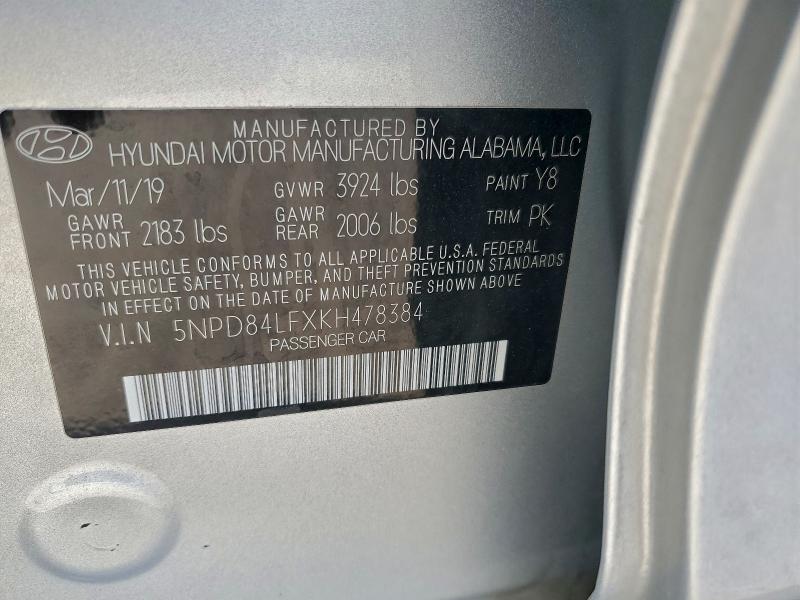 MANUFACTURED BY
HYUNDAI MOTOR MANUFACTURING ALABAMA, LLC
Mar/11/19 GVWR 3924 lbs PAINT Y8
GAWR FRONT 2183 lbs GAWR REAR 2006 lbs TRIM PK
THIS VEHICLE CONFORMS TO ALL APPLICABLE U.S.A. FEDERAL
MOTOR VEHICLE SAFETY, BUMPER, AND THEFT PREVENTION STANDARDS
IN EFFECT ON THE DATE OF MANUFACTURE SHOWN ABOVE.
V.I.N 5NPD84LFXKH478384
PASSENGER CAR